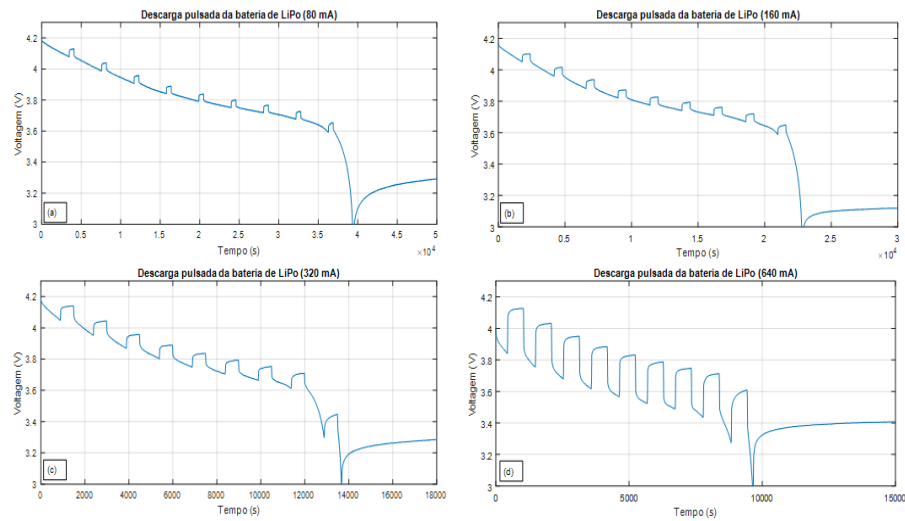 Descarga pulsada da bateria de LiPo (80 mA)
Voltagem (V)
4.2
4
3.8
3.6
3.4
3.2
3
(a)
0 0.5 1 1.5 2 2.5 3 3.5 4 4.5 5
Tempo (s)
×10⁴
Descarga pulsada da bateria de LiPo (160 mA)
Voltagem (V)
4.2
4
3.8
3.6
3.4
3.2
3
(b)
0 0.5 1 1.5 2 2.5 3
Tempo (s)
×10⁴
Descarga pulsada da bateria de LiPo (320 mA)
Voltagem (V)
4.2
4
3.8
3.6
3.4
3.2
3
(c)
0 2000 4000 6000 8000 10000 12000 14000 16000 18000
Tempo (s)
Descarga pulsada da bateria de LiPo (640 mA)
Voltagem (V)
4.2
4
3.8
3.6
3.4
3.2
3
(d)
0 5000 10000 15000
Tempo (s)